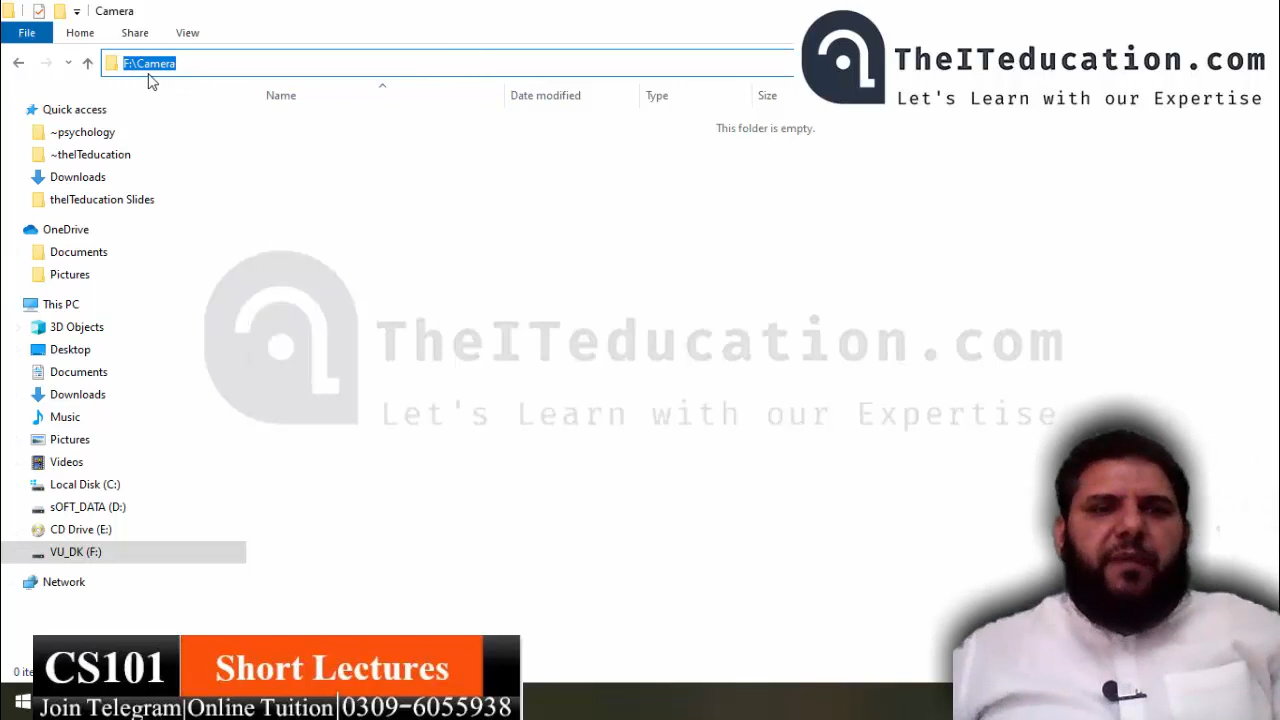 Camera
File Home Share View
F:\Camera
TheITeducation.com
Let's Learn with our Expertise
Name Date modified Type Size
This folder is empty.
Quick access
~psychology
~theITeducation
Downloads
theITeducation Slides
OneDrive
Documents
Pictures
This PC
3D Objects
Desktop
Documents
Downloads
Music
Pictures
Videos
Local Disk (C:)
sOFT_DATA (D:)
CD Drive (E:)
VU_DK (F:)
Network
TheITeducation.com
Let's Learn with our Expertise
0
CS101 Short Lectures
Join Telegram|Online Tuition|0309-6055938